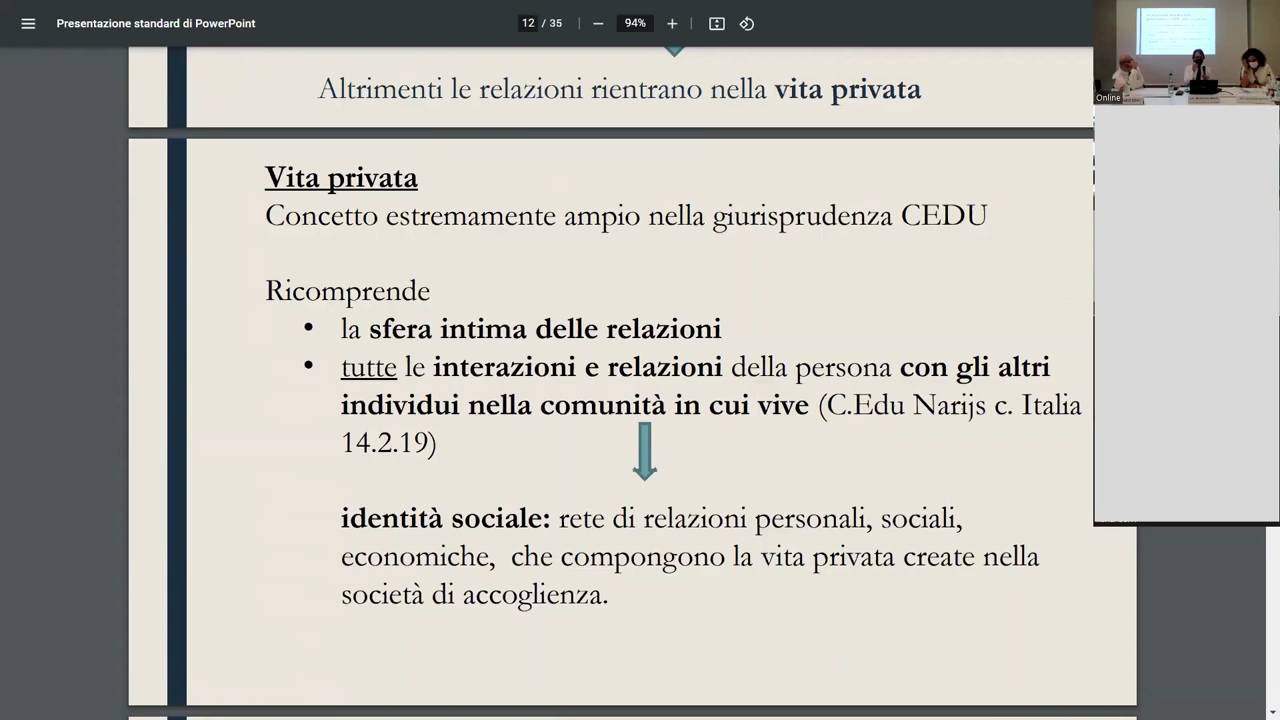 Presentazione standard di PowerPoint
12 / 35
94%
Altrimenti le relazioni rientrano nella vita privata
Vita privata
Concetto estremamente ampio nella giurisprudenza CEDU
Ricomprende
• la sfera intima delle relazioni
• tutte le interazioni e relazioni della persona con gli altri
individui nella comunità in cui vive (C.Edu Narijs c. Italia
14.2.19)
identità sociale: rete di relazioni personali, sociali,
economiche, che compongono la vita privata create nella
società di accoglienza.
Online